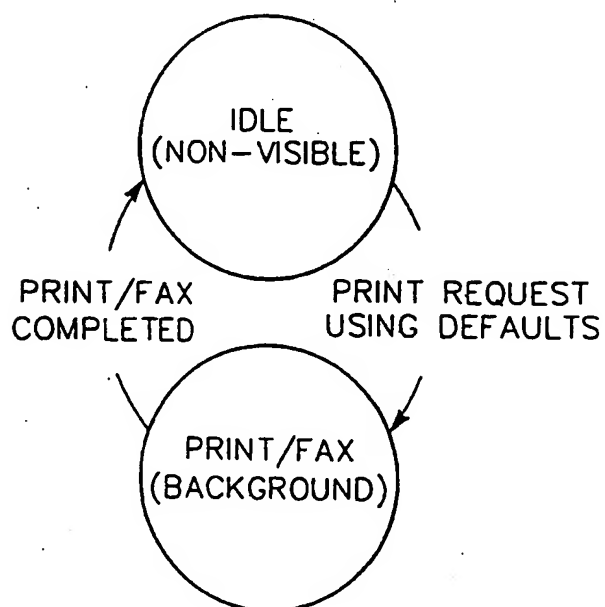 IDLE
(NON-VISIBLE)
PRINT/FAX
COMPLETED
PRINT REQUEST
USING DEFAULTS
PRINT/FAX
(BACKGROUND)